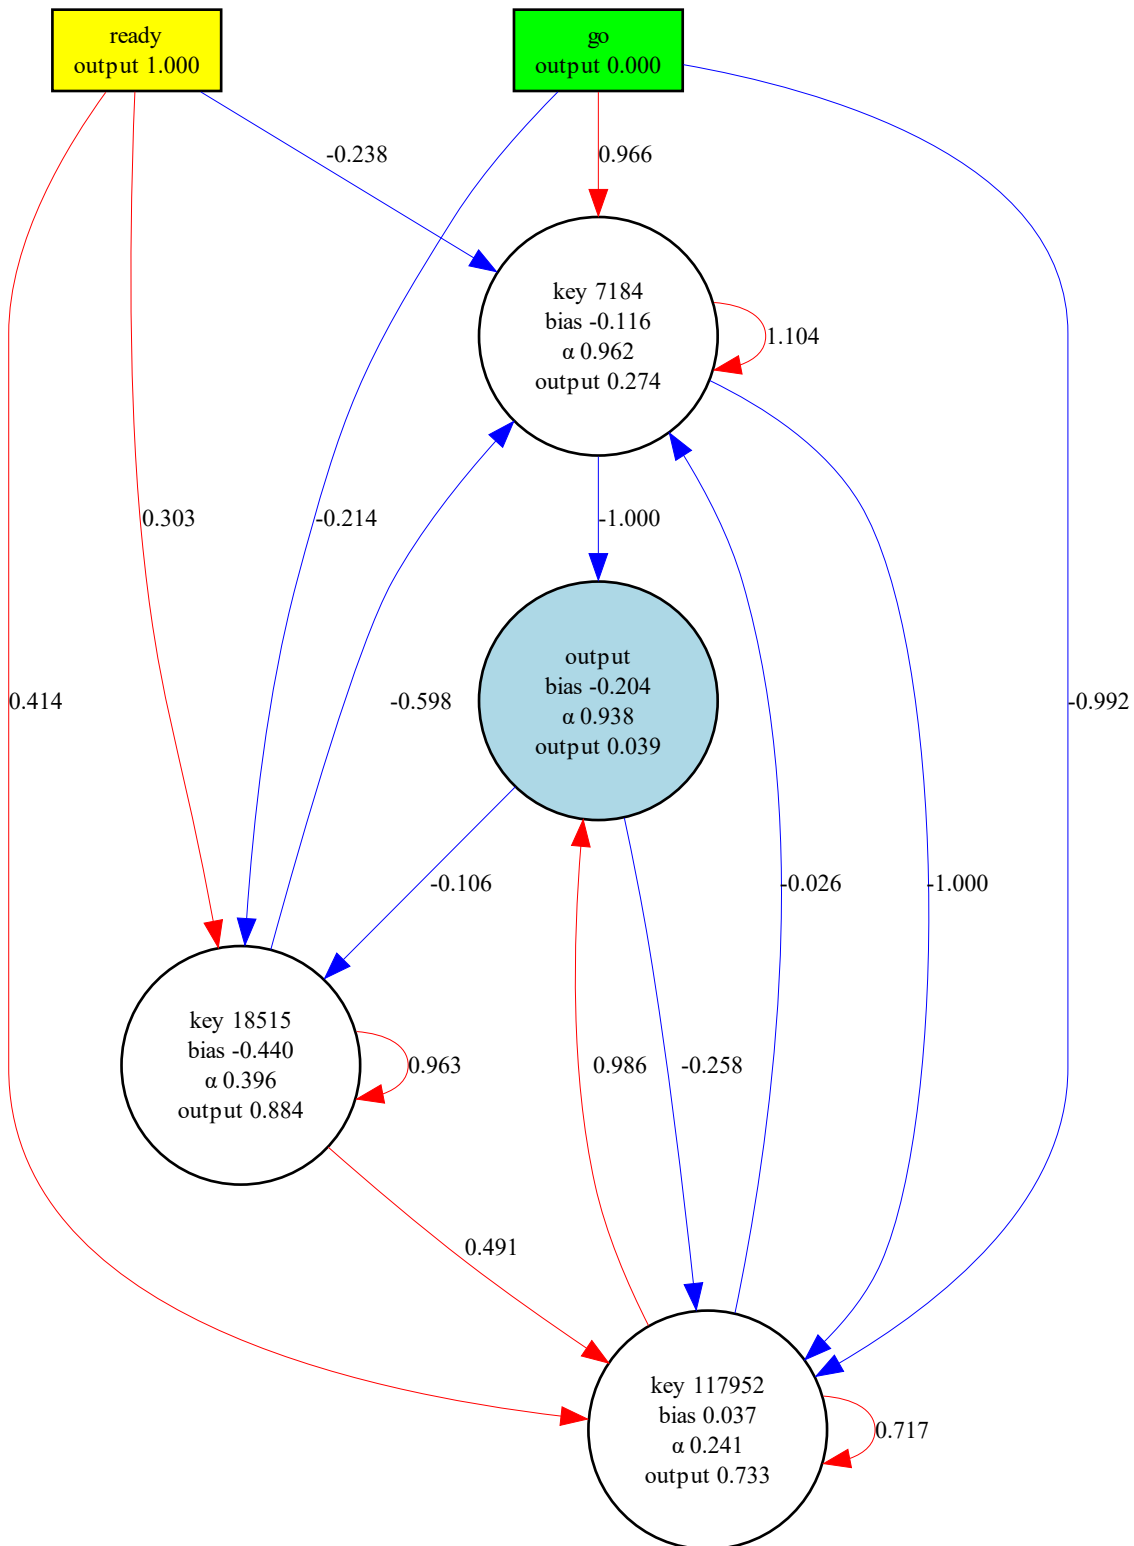 ready
output 1.000
go
output 0.000
-0.238
0.966
key 7184
bias -0.116
α 0.962
output 0.274
1.104
0.303
-0.214
-1.000
output
bias -0.204
α 0.938
output 0.039
0.414
-0.598
-0.992
-0.106
-0.026
-1.000
key 18515
bias -0.440
α 0.396
output 0.884
0.963
0.986
-0.258
0.491
key 117952
bias 0.037
α 0.241
output 0.733
0.717